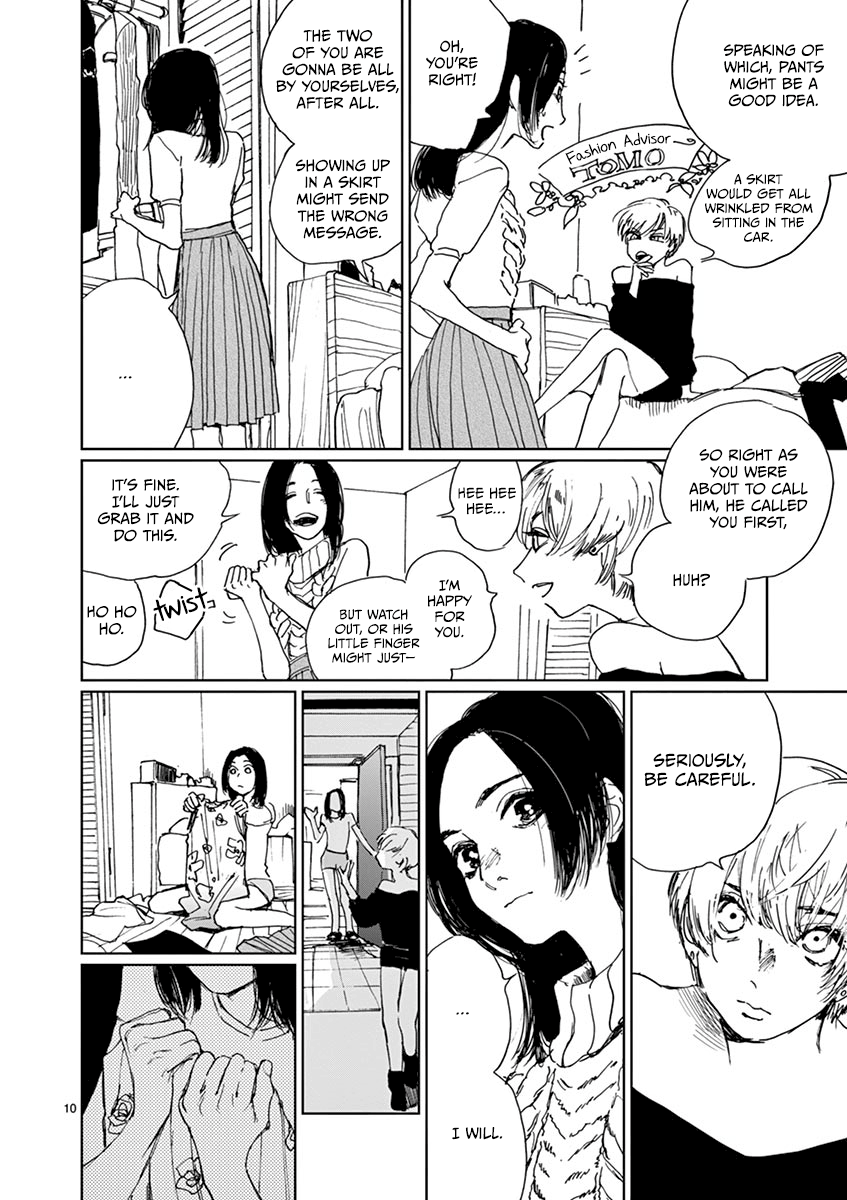 SPEAKING OF
WHICH, PANTS
MIGHT BE A
GOOD IDEA.
A SKIRT
WOULD GET ALL
WRINKLED FROM
SITTING IN THE
CAR.
Fashion Advisor
TOMO
OH,
YOU'RE
RIGHT!
THE TWO
OF YOU ARE
GONNA BE ALL
BY YOURSELVES,
AFTER ALL.
SHOWING UP
IN A SKIRT
MIGHT SEND
THE WRONG
MESSAGE.
...
SO RIGHT AS
YOU WERE
ABOUT TO CALL
HIM, HE CALLED
YOU FIRST,
HUH?
HEE HEE
HEE...
I'M
HAPPY
FOR
YOU.
BUT WATCH
OUT, OR HIS
LITTLE FINGER
MIGHT JUST—
IT'S FINE.
I'LL JUST
GRAB IT AND
DO THIS.
twist
HO HO
HO.
SERIOUSLY,
BE CAREFUL.
...
I WILL.
10